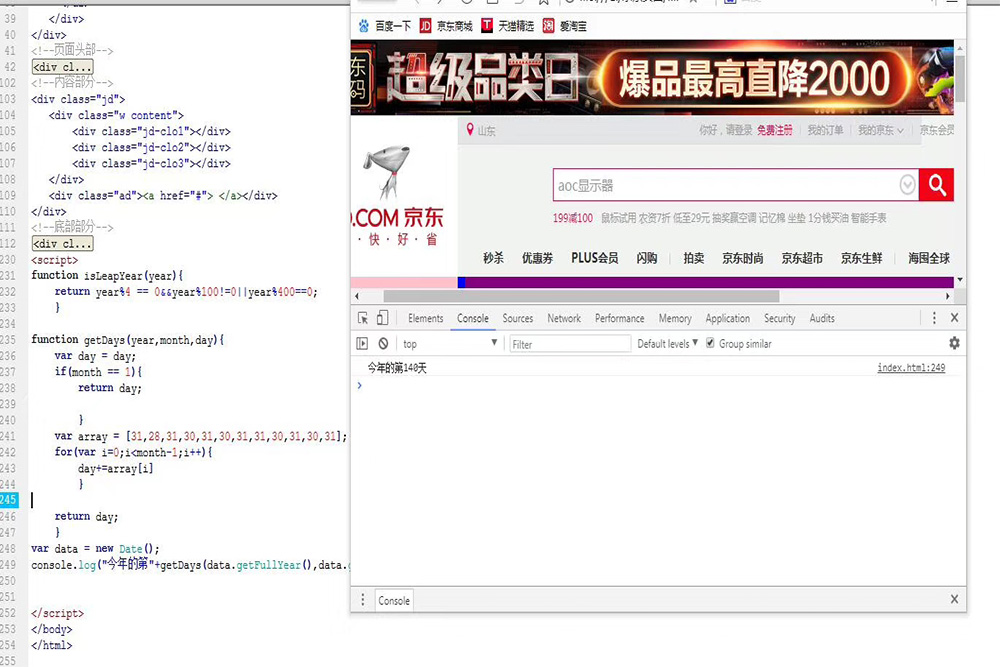 39 </div>
40 </div>
41 <!--页面头部-->
42 <div cl...
102 <!--内容部分-->
103 <div class="jd">
104 <div class="w content">
105 <div class="jd-clo1"></div>
106 <div class="jd-clo2"></div>
107 <div class="jd-clo3"></div>
108 </div>
109 <div class="ad"><a href="#"> </a></div>
110 </div>
111 <!--底部部分-->
112 <div cl...
230 <script>
231 function isLeapYear(year){
232 return year%4 == 0&&year%100!=0||year%400==0;
233 }
234
235 function getDays(year,month,day){
236 var day = day;
237 if(month == 1){
238 return day;
239
240 }
241 var array = [31,28,31,30,31,30,31,31,30,31,30,31];
242 for(var i=0;i<month-1;i++){
243 day+=array[i]
244 }
245
246 return day;
247 }
248 var data = new Date();
249 console.log("今年的第"+getDays(data.getFullYear(),data.
250
251
252 </script>
253 </body>
254 </html>
255
百度一下 JD 京东商城 T 天猫精选 淘 爱淘宝
超级品类日 爆品最高直降2000
山东 你好，请登录 免费注册 我的订单 我的京东 京东会员
.COM 京东
·快·好·省
aoc显示器
199减100 鼠标试用 农资7折 低至29元 抽奖赢空调 记忆棉 坐垫 1分钱买油 智能手表
秒杀 优惠券 PLUS会员 闪购 拍卖 京东时尚 京东超市 京东生鲜 海囤全球
Elements Console Sources Network Performance Memory Application Security Audits
top Filter Default levels Group similar
今年的第140天 index.html:249
Console